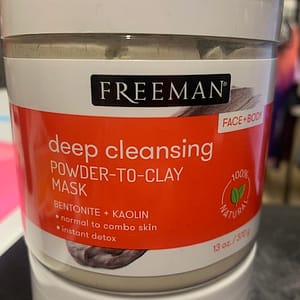 FREEMAN
FACE+BODY
deep cleansing
POWDER-TO-CLAY
MASK
100%
NATURAL
BENTONITE + KAOLIN
• normal to combo skin
• instant detox
13 oz. / 370 g